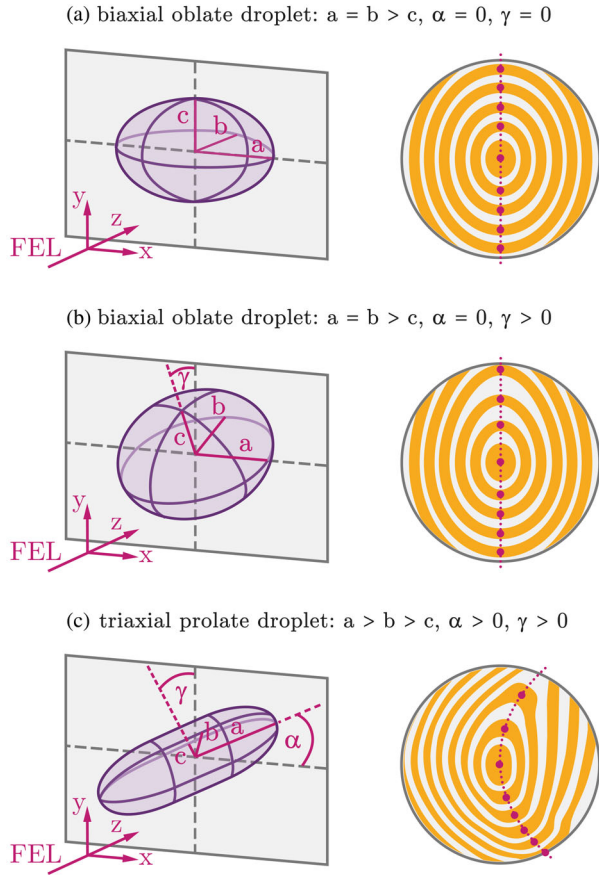 (a) biaxial oblate droplet: a = b > c, α = 0, γ = 0
c
b
a
y
z
FEL
x
(b) biaxial oblate droplet: a = b > c, α = 0, γ > 0
γ
b
c
a
y
z
FEL
x
(c) triaxial prolate droplet: a > b > c, α > 0, γ > 0
γ
b
a
c
α
y
z
FEL
x